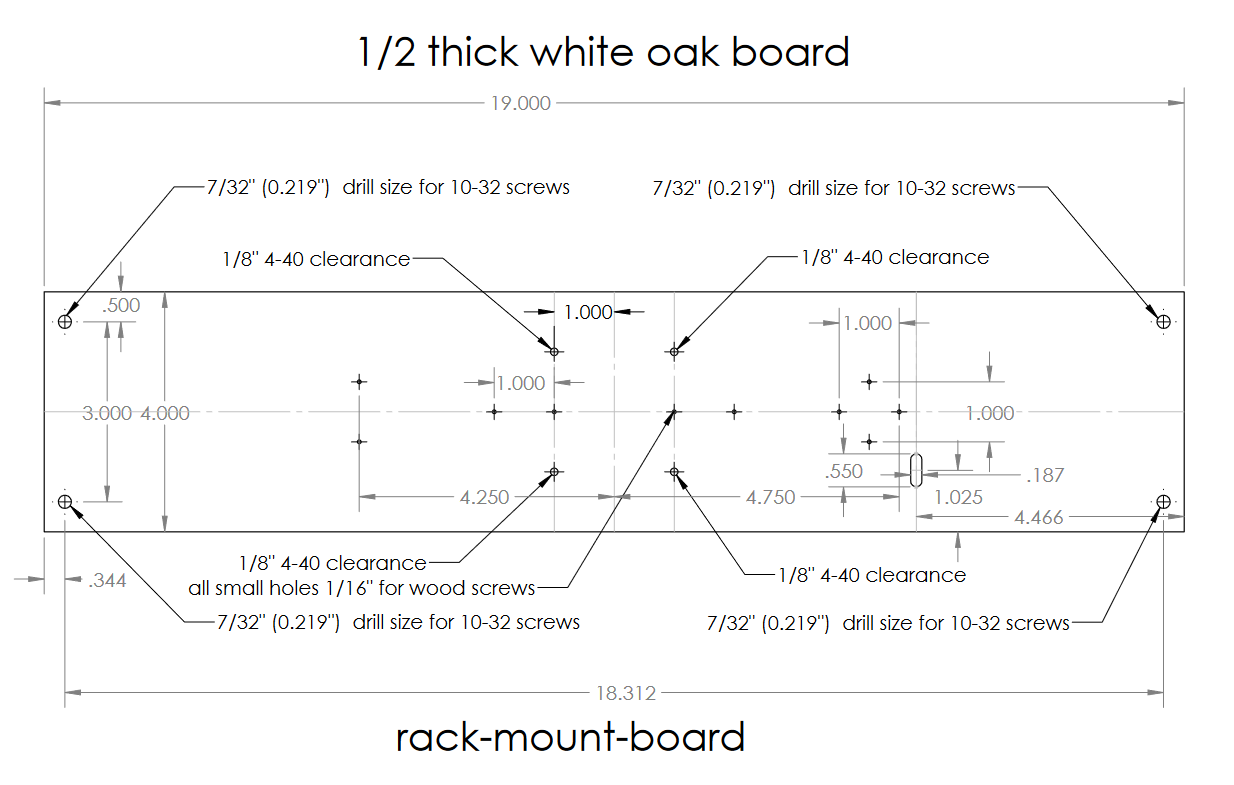 1/2 thick white oak board
19.000
7/32" (0.219")  drill size for 10-32 screws
7/32" (0.219")  drill size for 10-32 screws
1/8" 4-40 clearance
1/8" 4-40 clearance
.500
1.000
1.000
1.000
3.000
4.000
1.000
.550
.187
4.250
4.750
1.025
4.466
1/8" 4-40 clearance
1/8" 4-40 clearance
.344
all small holes 1/16" for wood screws
7/32" (0.219")  drill size for 10-32 screws
7/32" (0.219")  drill size for 10-32 screws
18.312
rack-mount-board